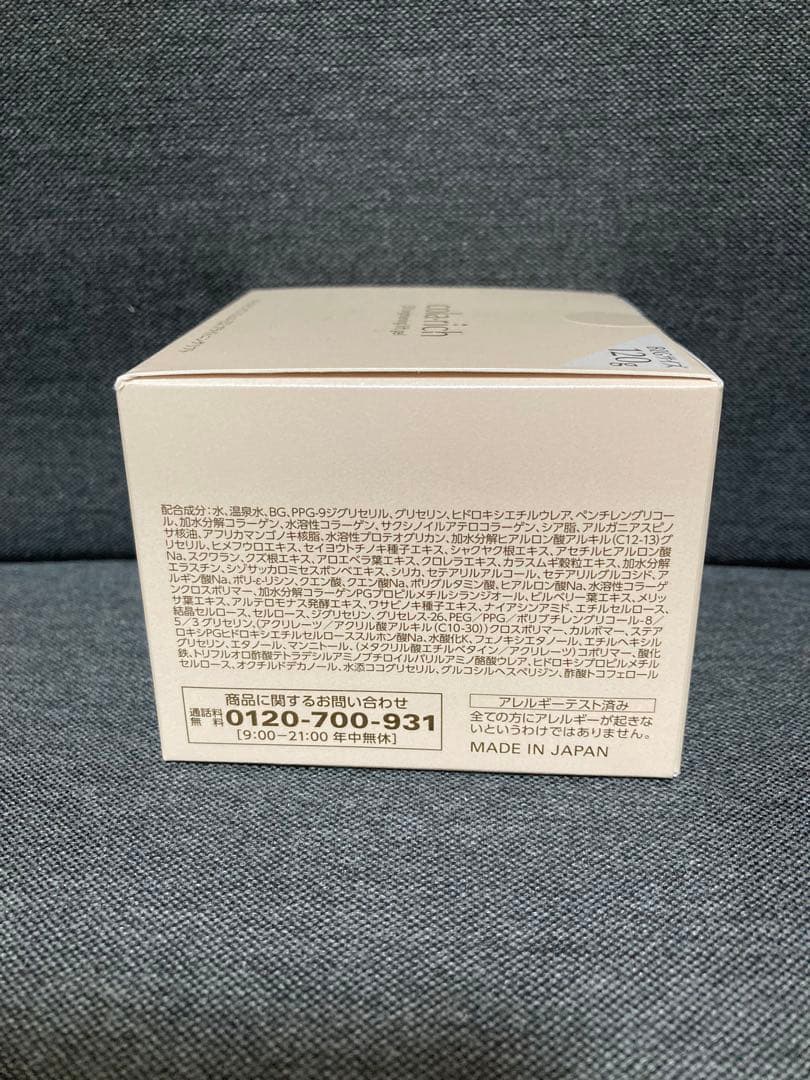 colarich
BIGサイズ
120g
配合成分：水、温泉水、BG、PPG-9ジグリセリル、グリセリン、ヒドロキシエチルウレア、ペンチレングリコー
ル、加水分解コラーゲン、水溶性コラーゲン、サクシノイルアテロコラーゲン、シア脂、アルガニアスピノ
サ核油、アフリカマンゴノキ核脂、水溶性プロテオグリカン、加水分解ヒアルロン酸アルキル(C12-13)グ
リセリル、ヒメフウロエキス、セイヨウトチノキ種子エキス、シャクヤク根エキス、アセチルヒアルロン酸
Na、スクワラン、クズ根エキス、アロエベラ葉エキス、クロレラエキス、カラスムギ穀粒エキス、加水分解
エラスチン、シゾサッカロミセスポンベエキス、シリカ、セテアリルアルコール、セテアリルグルコシド、ア
ルギン酸Na、ポリ-ε-リシン、クエン酸、クエン酸Na、ポリグルタミン酸、ヒアルロン酸Na、水溶性コラーゲ
ンクロスポリマー、加水分解コラーゲンPGプロピルメチルシランジオール、ビルベリー葉エキス、メリッ
サ葉エキス、アルテロモナス発酵エキス、ワサビノキ種子エキス、ナイアシンアミド、エチルセルロース、
結晶セルロース、セルロース、ジグリセリン、グリセレス-26、PEG／PPG／ポリブチレングリコール-8／
5／3グリセリン、(アクリレーツ／アクリル酸アルキル(C10-30))クロスポリマー、カルボマー、ステア
ロキシPGヒドロキシエチルセルローススルホン酸Na、水酸化K、フェノキシエタノール、エチルヘキシル
グリセリン、エタノール、マンニトール、(メタクリル酸エチルベタイン／アクリレーツ)コポリマー、酸化
鉄、トリフルオロ酢酸テトラデシルアミノブチロイルバリルアミノ酪酸ウレア、ヒドロキシプロピルメチル
セルロース、オクチルドデカノール、水添ココグリセリル、グルコシルヘスペリジン、酢酸トコフェロール
商品に関するお問い合わせ
通話料無料 0120-700-931
[9:00−21:00 年中無休]
アレルギーテスト済み
全ての方にアレルギーが起きな
いというわけではありません。
MADE IN JAPAN